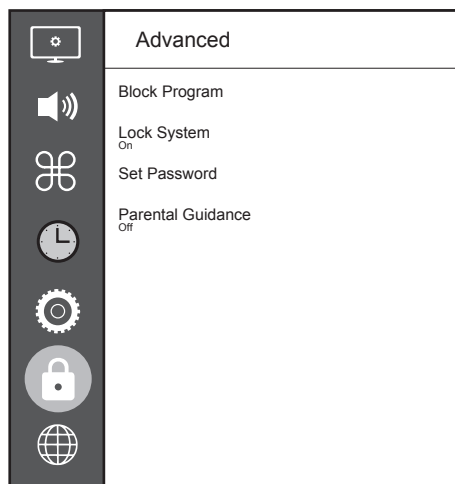 Advanced
Block Program
Lock System
On
Set Password
Parental Guidance
Off